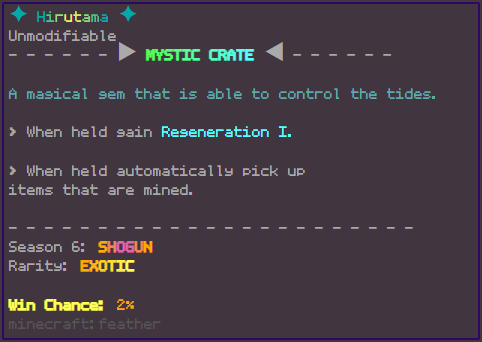 ✦ Hirutama ✦
Unmodifiable
- - - - - - ▶ MYSTIC CRATE ◀ - - - - - -
A magical gem that is able to control the tides.
> When held gain Regeneration I.
> When held automatically pick up
items that are mined.
- - - - - - - - - - - - - - - - - - - - - - - - - -
Season 6: SHOGUN
Rarity: EXOTIC
Win Chance: 2%
minecraft:feather